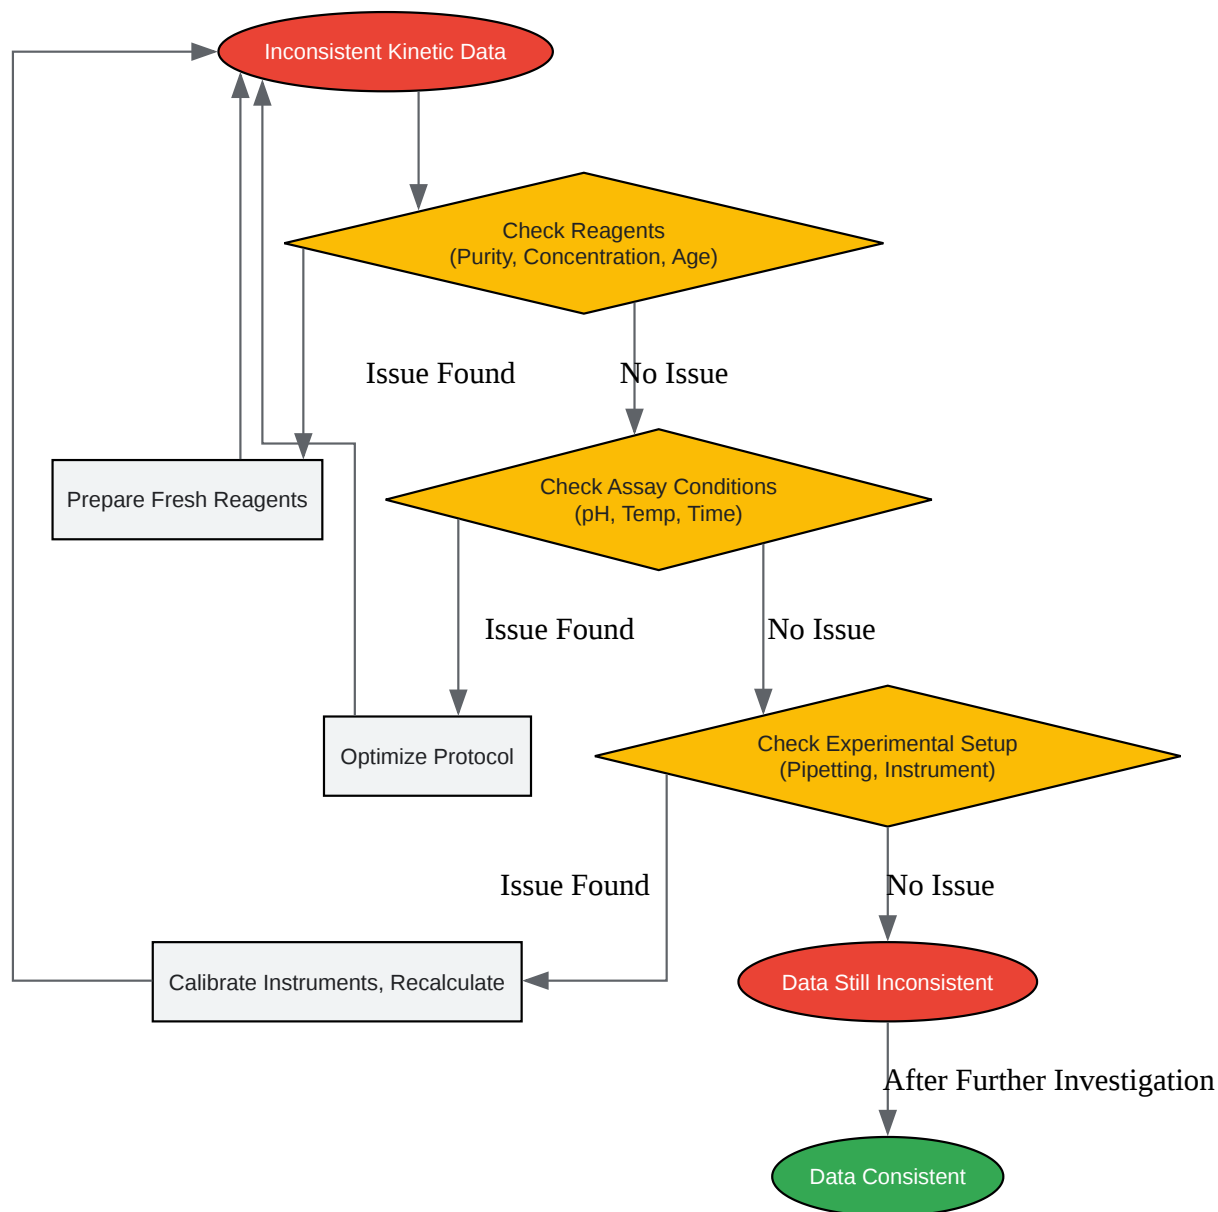 Inconsistent Kinetic Data
Check Reagents
(Purity, Concentration, Age)
Issue Found
No Issue
Prepare Fresh Reagents
Check Assay Conditions
(pH, Temp, Time)
Issue Found
No Issue
Optimize Protocol
Check Experimental Setup
(Pipetting, Instrument)
Issue Found
No Issue
Calibrate Instruments, Recalculate
Data Still Inconsistent
After Further Investigation
Data Consistent